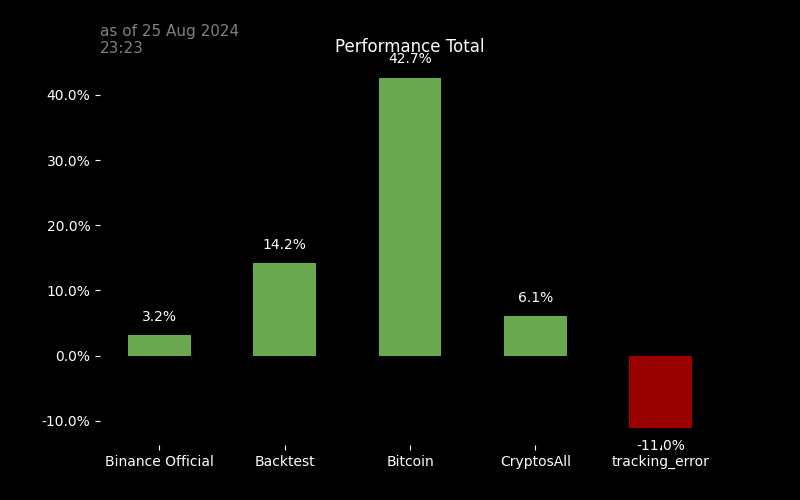 as of 25 Aug 2024
23:23
Performance Total
42.7%
40.0%
30.0%
20.0%
14.2%
10.0%
6.1%
3.2%
0.0%
-10.0%
-11.0%
Binance Official
Backtest
Bitcoin
CryptosAll
tracking_error